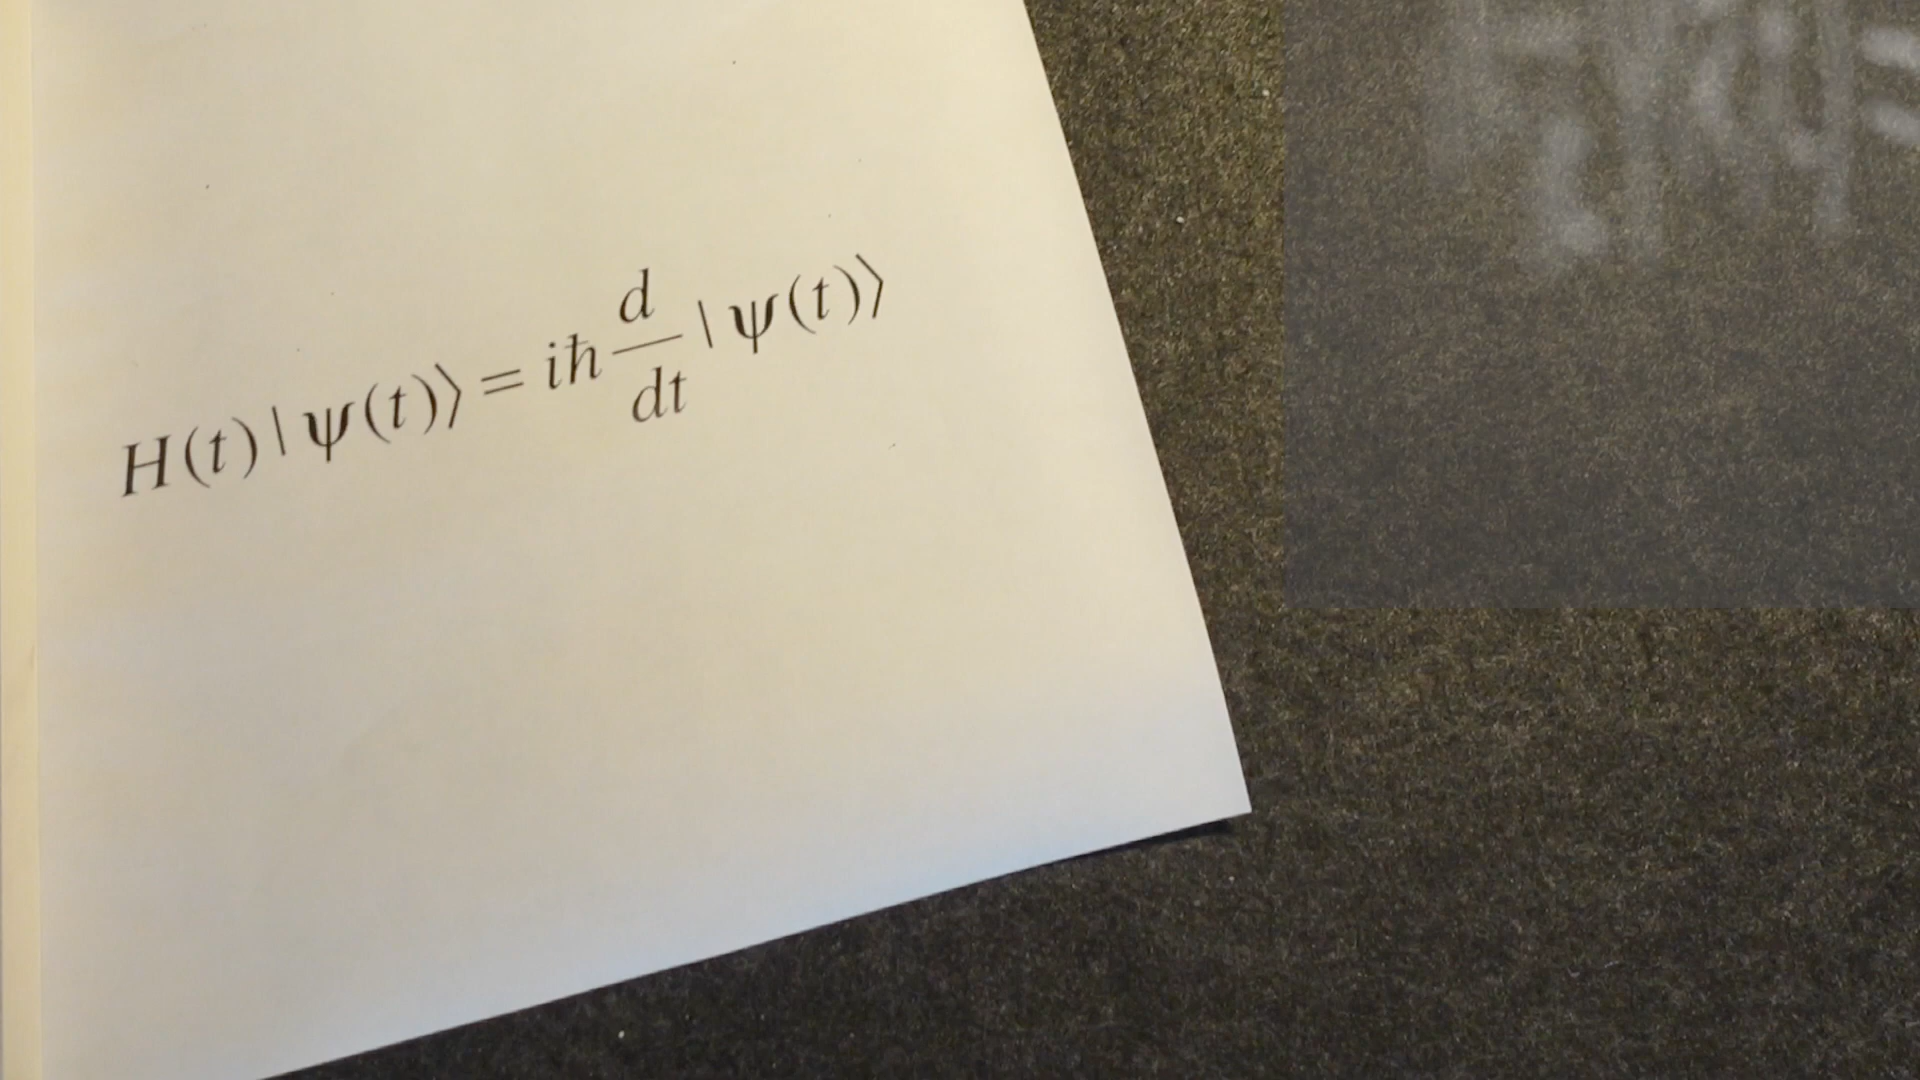 H(t) | ψ(t)⟩ = iħ d/dt | ψ(t)⟩